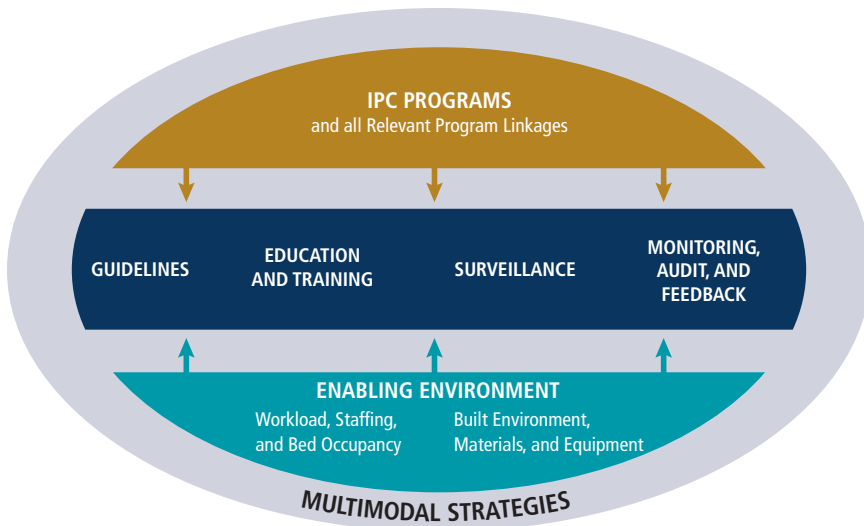 IPC PROGRAMS
and all Relevant Program Linkages
GUIDELINES
EDUCATION
AND TRAINING
SURVEILLANCE
MONITORING,
AUDIT, AND
FEEDBACK
ENABLING ENVIRONMENT
Workload, Staffing,
and Bed Occupancy
Built Environment,
Materials, and Equipment
MULTIMODAL STRATEGIES